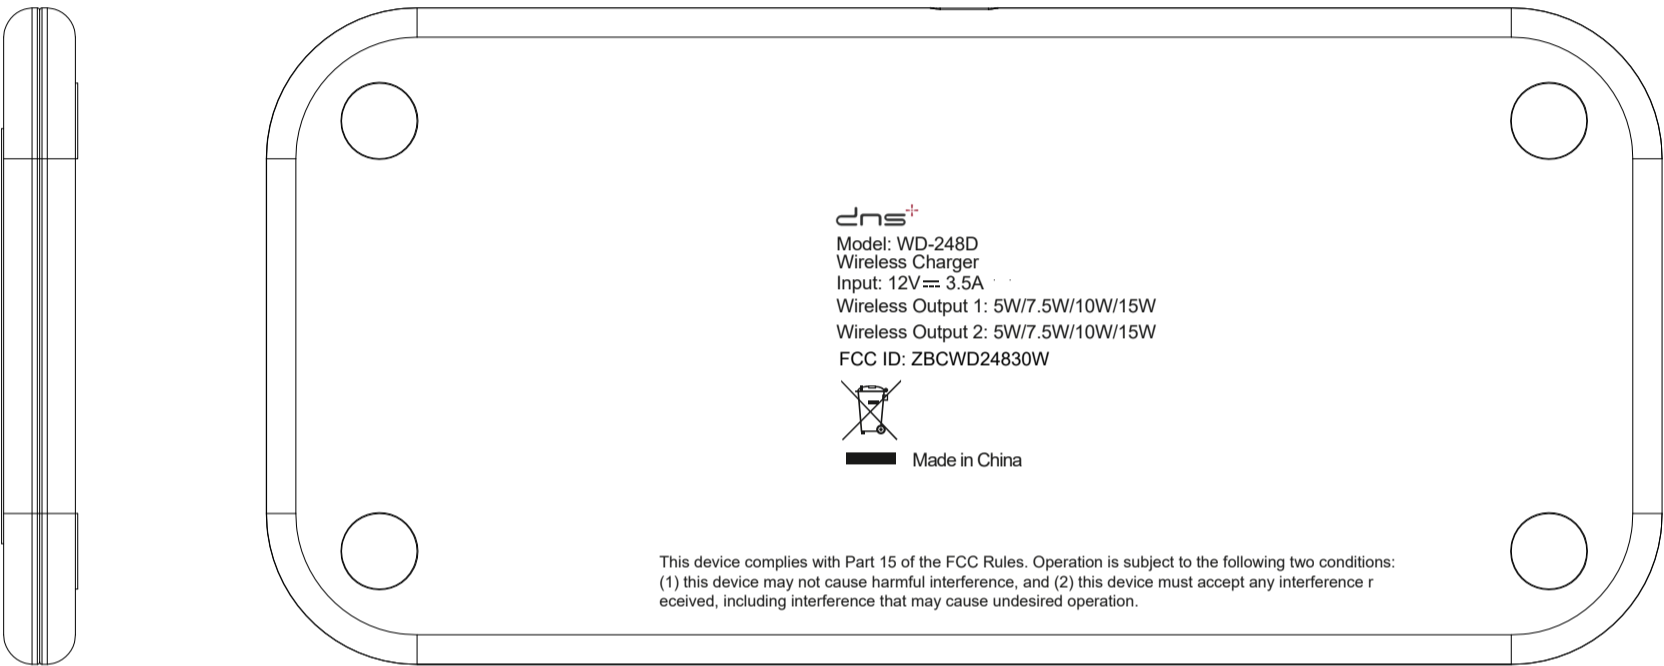 dns+
Model: WD-248D
Wireless Charger
Input: 12V⎓ 3.5A
Wireless Output 1: 5W/7.5W/10W/15W
Wireless Output 2: 5W/7.5W/10W/15W
FCC ID: ZBCWD24830W
Made in China
This device complies with Part 15 of the FCC Rules. Operation is subject to the following two conditions:
(1) this device may not cause harmful interference, and (2) this device must accept any interference r
eceived, including interference that may cause undesired operation.